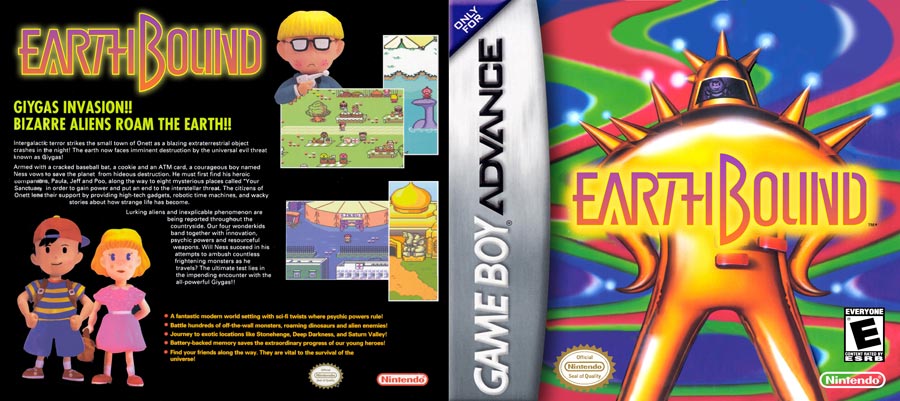 EARTHBOUND
GIYGAS INVASION!!
BIZARRE ALIENS ROAM THE EARTH!!
Intergalactic terror strikes the small town of Onett as a blazing extraterrestrial object
crashes in the night! The earth now faces imminent destruction by the universal evil threat
known as Giygas!
Armed with a cracked baseball bat, a cookie and an ATM card, a courageous boy named
Ness vows to save the planet from hideous destruction. He must first find his heroic
companions, Paula, Jeff and Poo, along the way to eight mysterious places called "Your
Sanctuary, in order to gain power and put an end to the interstellar threat. The citizens of
Onett lend their support by providing high-tech gadgets, robotic time machines, and wacky
stories about how strange life has become.
Lurking aliens and inexplicable phenomenon are
being reported throughout the
countryside. Our four wonderkids
band together with innovation,
psychic powers and resourceful
weapons. Will Ness succeed in his
attempts to ambush countless
frightening monsters as he
travels? The ultimate test lies in
the impending encounter with the
all-powerful Giygas!!
• A fantastic modern world setting with sci-fi twists where psychic powers rule!
• Battle hundreds of off-the-wall monsters, roaming dinosaurs and alien enemies!
• Journey to exotic locations like Stonehenge, Deep Darkness, and Saturn Valley!
• Battery-backed memory saves the extraordinary progress of our young heroes!
• Find your friends along the way. They are vital to the survival of the
universe!
Official
Nintendo
Seal of Quality
Nintendo
ONLY
FOR
GAME BOY ADVANCE
EARTHBOUND
TM
Official
Nintendo
Seal of Quality
EVERYONE
E
CONTENT RATED BY
ESRB
Nintendo